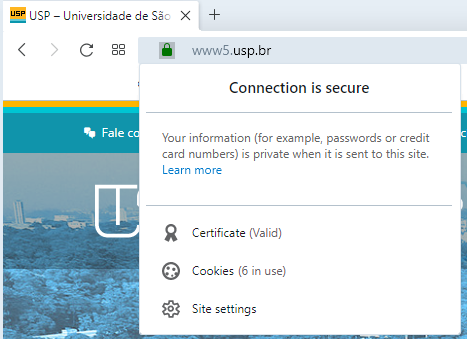 USP
USP – Universidade de São
www5.usp.br
Connection is secure
Fale co
Your information (for example, passwords or credit
card numbers) is private when it is sent to this site.
Learn more
Certificate (Valid)
Cookies (6 in use)
Site settings